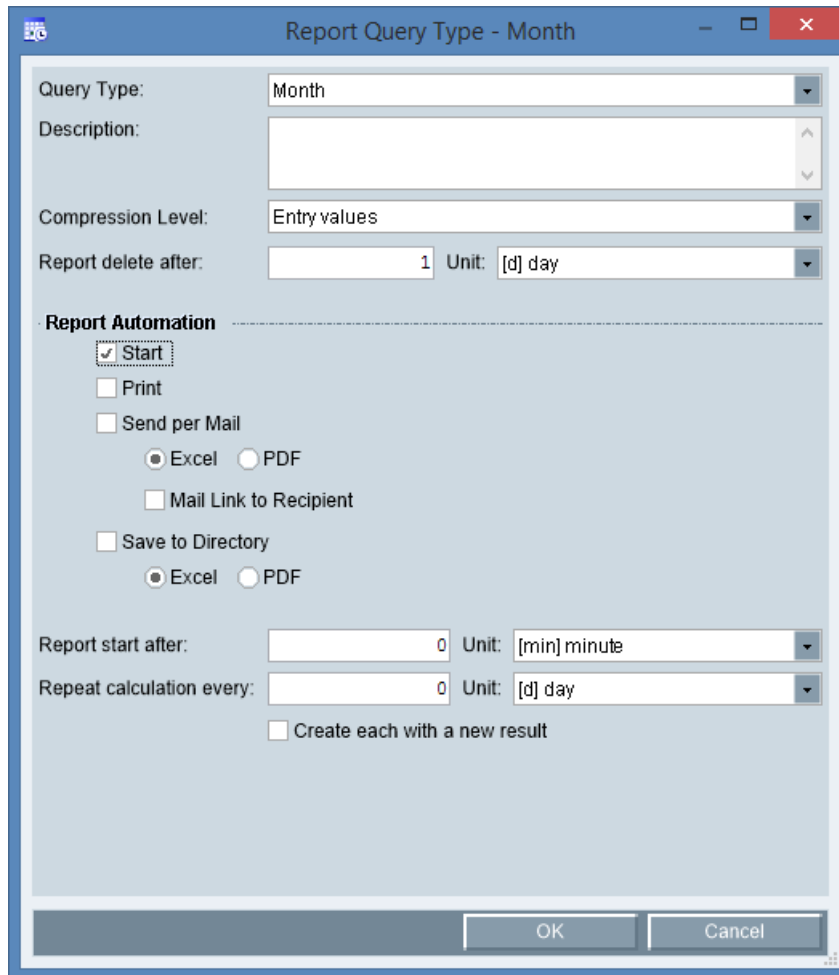 Report Query Type - Month
Query Type: Month
Description:
Compression Level: Entry values
Report delete after: 1 Unit: [d] day
Report Automation
Start
Print
Send per Mail
Excel PDF
Mail Link to Recipient
Save to Directory
Excel PDF
Report start after: 0 Unit: [min] minute
Repeat calculation every: 0 Unit: [d] day
Create each with a new result
OK Cancel